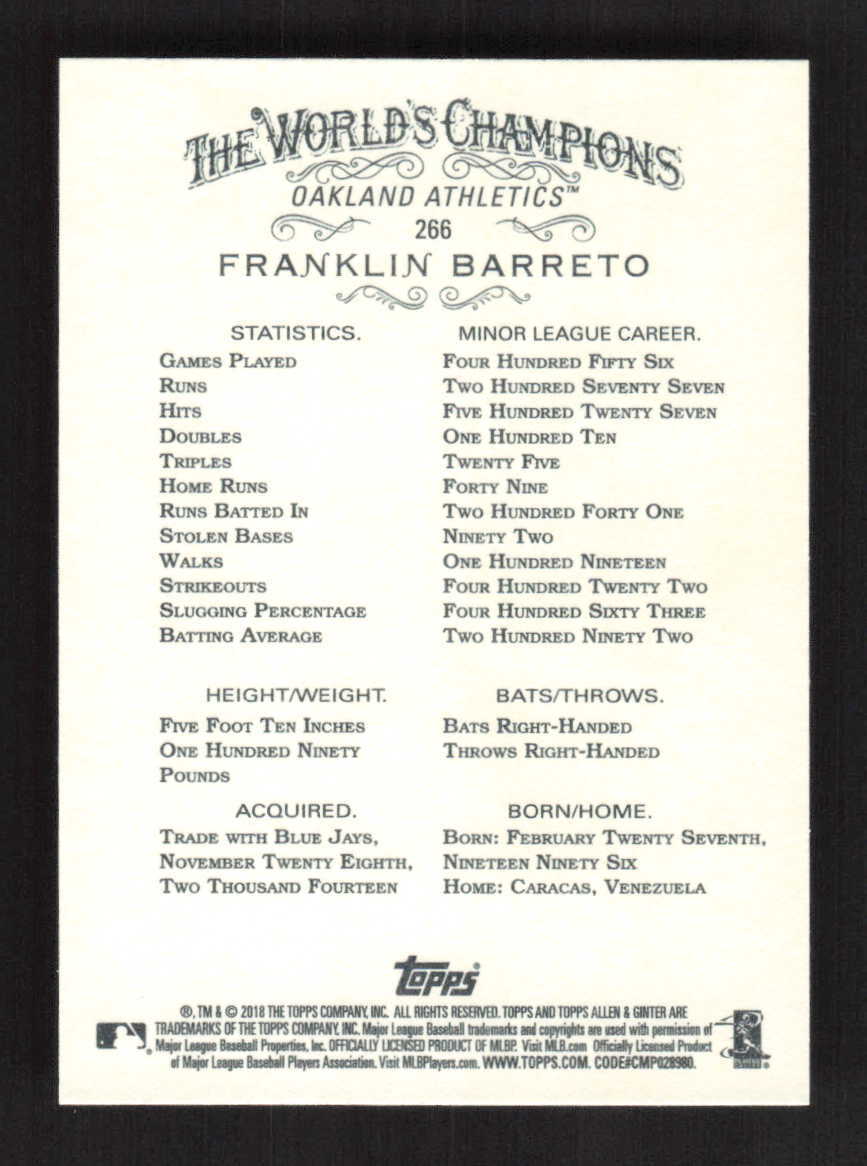 THE WORLD'S CHAMPIONS
OAKLAND ATHLETICS™
266
FRANKLIN BARRETO
STATISTICS. MINOR LEAGUE CAREER.
GAMES PLAYED FOUR HUNDRED FIFTY SIX
RUNS TWO HUNDRED SEVENTY SEVEN
HITS FIVE HUNDRED TWENTY SEVEN
DOUBLES ONE HUNDRED TEN
TRIPLES TWENTY FIVE
HOME RUNS FORTY NINE
RUNS BATTED IN TWO HUNDRED FORTY ONE
STOLEN BASES NINETY TWO
WALKS ONE HUNDRED NINETEEN
STRIKEOUTS FOUR HUNDRED TWENTY TWO
SLUGGING PERCENTAGE FOUR HUNDRED SIXTY THREE
BATTING AVERAGE TWO HUNDRED NINETY TWO
HEIGHT/WEIGHT.
FIVE FOOT TEN INCHES
ONE HUNDRED NINETY
POUNDS
BATS/THROWS.
BATS RIGHT-HANDED
THROWS RIGHT-HANDED
ACQUIRED.
TRADE WITH BLUE JAYS,
NOVEMBER TWENTY EIGHTH,
TWO THOUSAND FOURTEEN
BORN/HOME.
BORN: FEBRUARY TWENTY SEVENTH,
NINETEEN NINETY SIX
HOME: CARACAS, VENEZUELA
TOPPS
®, TM & © 2018 THE TOPPS COMPANY, INC. ALL RIGHTS RESERVED. TOPPS AND TOPPS ALLEN & GINTER ARE
TRADEMARKS OF THE TOPPS COMPANY, INC. Major League Baseball trademarks and copyrights are used with permission of
Major League Baseball Properties, Inc. OFFICIALLY LICENSED PRODUCT OF MLBP. Visit MLB.com Officially Licensed Product
of Major League Baseball Players Association. Visit MLBPlayers.com. WWW.TOPPS.COM. CODE#CMP028980.